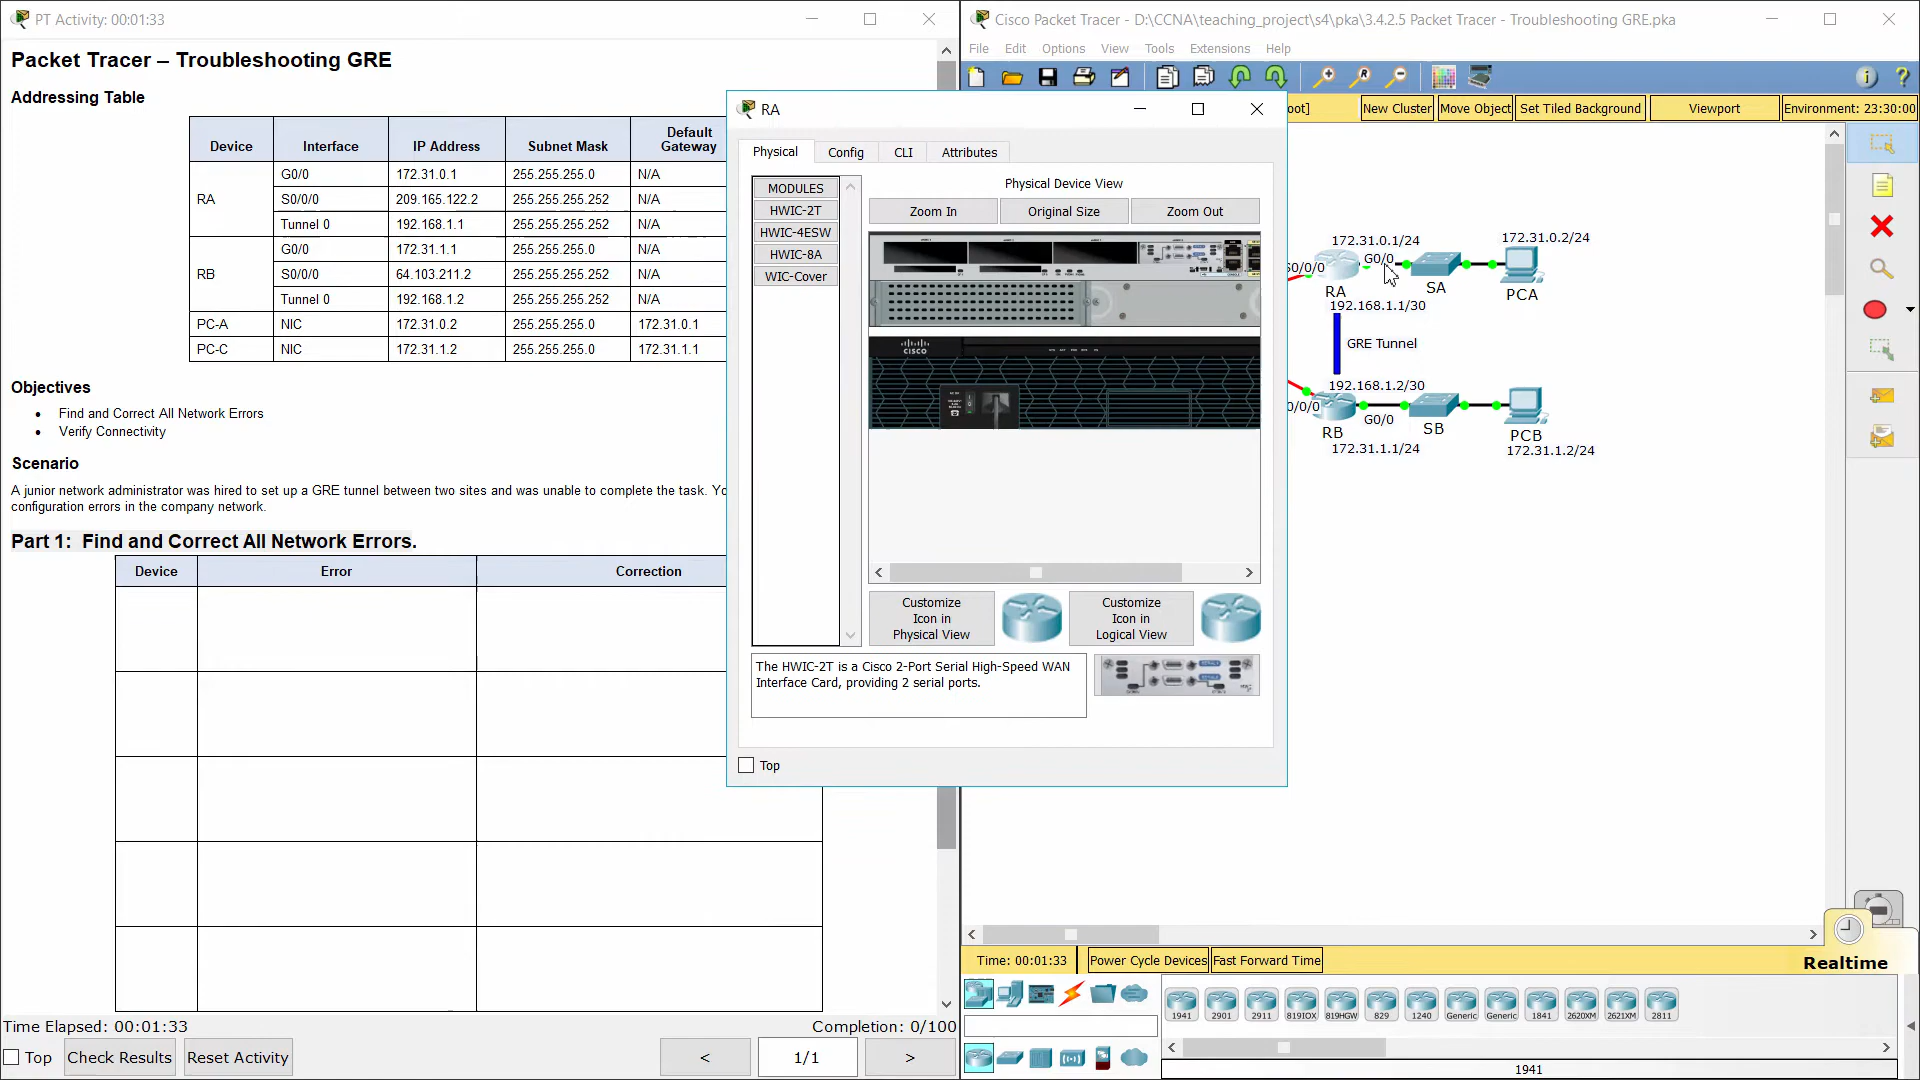 PT Activity: 00:01:33
Packet Tracer – Troubleshooting GRE
Addressing Table
Device Interface IP Address Subnet Mask Default Gateway
RA G0/0 172.31.0.1 255.255.255.0 N/A
S0/0/0 209.165.122.2 255.255.255.252 N/A
Tunnel 0 192.168.1.1 255.255.255.252 N/A
RB G0/0 172.31.1.1 255.255.255.0 N/A
S0/0/0 64.103.211.2 255.255.255.252 N/A
Tunnel 0 192.168.1.2 255.255.255.252 N/A
PC-A NIC 172.31.0.2 255.255.255.0 172.31.0.1
PC-C NIC 172.31.1.2 255.255.255.0 172.31.1.1
Objectives
• Find and Correct All Network Errors
• Verify Connectivity
Scenario
A junior network administrator was hired to set up a GRE tunnel between two sites and was unable to complete the task.
configuration errors in the company network.
Part 1: Find and Correct All Network Errors.
Device Error Correction
Time Elapsed: 00:01:33 Completion: 0/100
Top Check Results Reset Activity < 1/1 >
RA
Physical Config CLI Attributes
MODULES
HWIC-2T
HWIC-4ESW
HWIC-8A
WIC-Cover
Physical Device View
Zoom In Original Size Zoom Out
CISCO
Customize Icon in Physical View
Customize Icon in Logical View
The HWIC-2T is a Cisco 2-Port Serial High-Speed WAN
Interface Card, providing 2 serial ports.
Top
Cisco Packet Tracer - D:\CCNA\teaching_project\s4\pka\3.4.2.5 Packet Tracer - Troubleshooting GRE.pka
File Edit Options View Tools Extensions Help
oot] New Cluster Move Object Set Tiled Background Viewport Environment: 23:30:00
172.31.0.1/24 172.31.0.2/24
S0/0/0 G0/0
RA SA PCA
192.168.1.1/30
GRE Tunnel
192.168.1.2/30
0/0/0 G0/0
RB SB PCB
172.31.1.1/24 172.31.1.2/24
Time: 00:01:33 Power Cycle Devices Fast Forward Time
Realtime
1941 2901 2911 819IOX 819HGW 829 1240 Generic Generic 1841 2620XM 2621XM 2811
1941